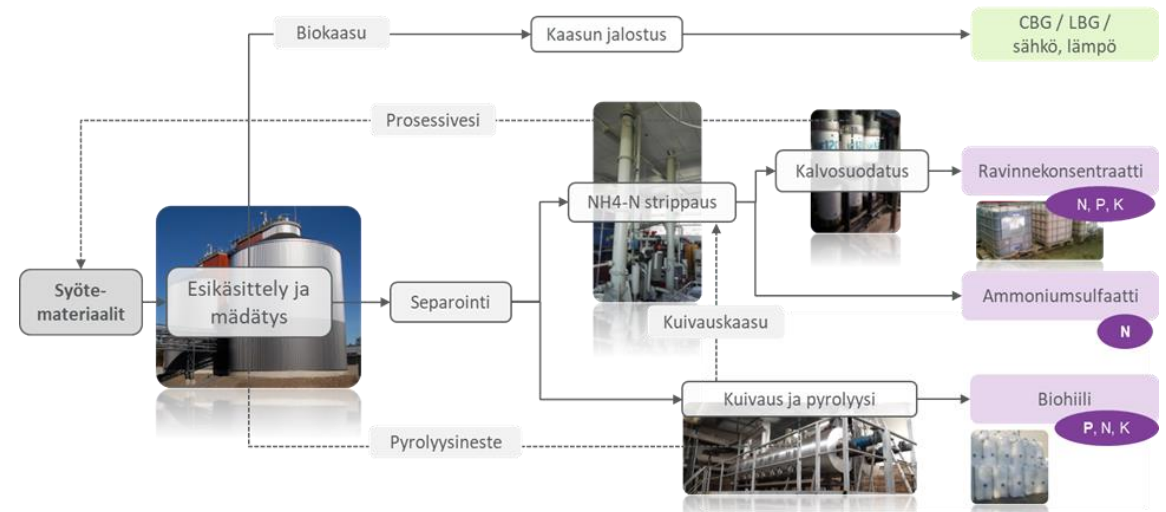 Biokaasu
Kaasun jalostus
CBG / LBG /
sähkö, lämpö
Prosessivesi
Kalvosuodatus
Ravinnekonsentraatti
N, P, K
NH4-N strippaus
Syöte-
materiaalit
Esikäsittely ja
mädätys
Separointi
Ammoniumsulfaatti
N
Kuivauskaasu
Kuivaus ja pyrolyysi
Biohiili
P, N, K
Pyrolyysineste